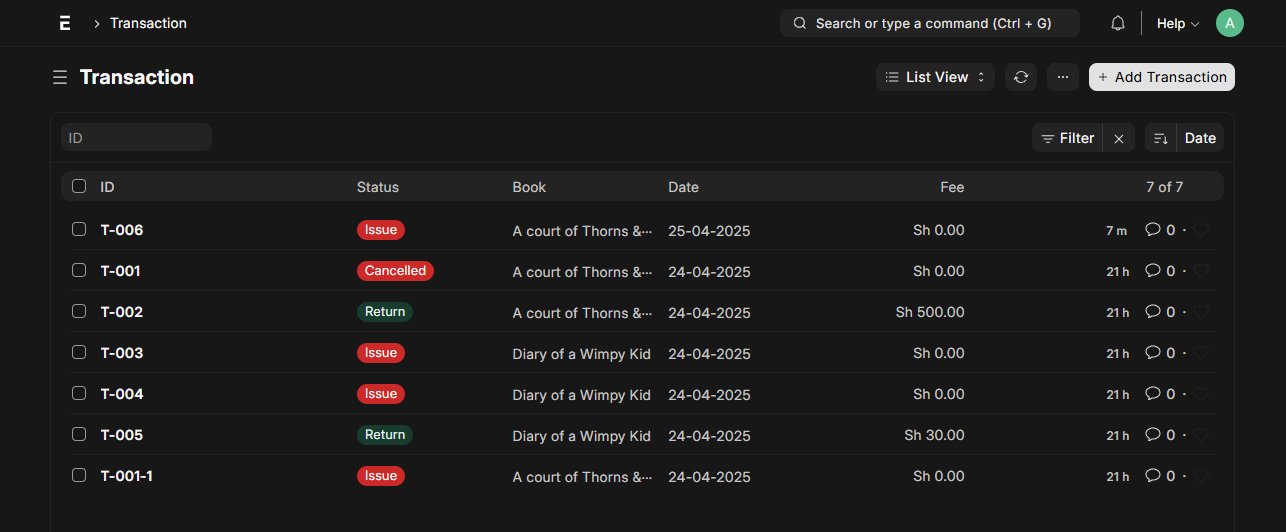 E > Transaction Search or type a command (Ctrl + G) Help A
Transaction List View ··· + Add Transaction
ID Filter × Date
ID Status Book Date Fee 7 of 7
T-006 Issue A court of Thorns &··· 25-04-2025 Sh 0.00 7 m 0 ·
T-001 Cancelled A court of Thorns &··· 24-04-2025 Sh 0.00 21 h 0 ·
T-002 Return A court of Thorns &··· 24-04-2025 Sh 500.00 21 h 0 ·
T-003 Issue Diary of a Wimpy Kid 24-04-2025 Sh 0.00 21 h 0 ·
T-004 Issue Diary of a Wimpy Kid 24-04-2025 Sh 0.00 21 h 0 ·
T-005 Return Diary of a Wimpy Kid 24-04-2025 Sh 30.00 21 h 0 ·
T-001-1 Issue A court of Thorns &··· 24-04-2025 Sh 0.00 21 h 0 ·